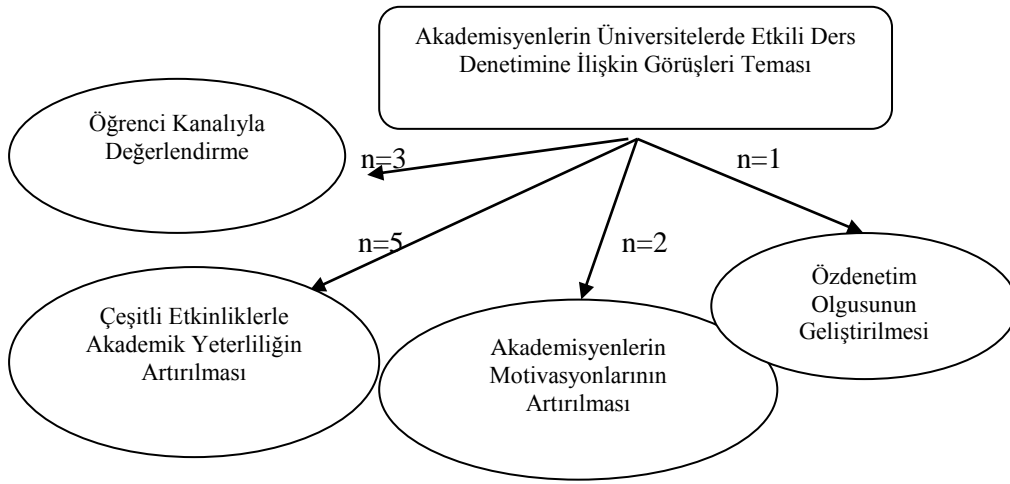 Akademisyenlerin Üniversitelerde Etkili Ders
Denetimine İlişkin Görüşleri Teması
Öğrenci Kanalıyla
Değerlendirme
n=3
n=1
n=5
n=2
Çeşitli Etkinliklerle
Akademik Yeterliliğin
Artırılması
Akademisyenlerin
Motivasyonlarının
Artırılması
Özdenetim
Olgusunun
Geliştirilmesi